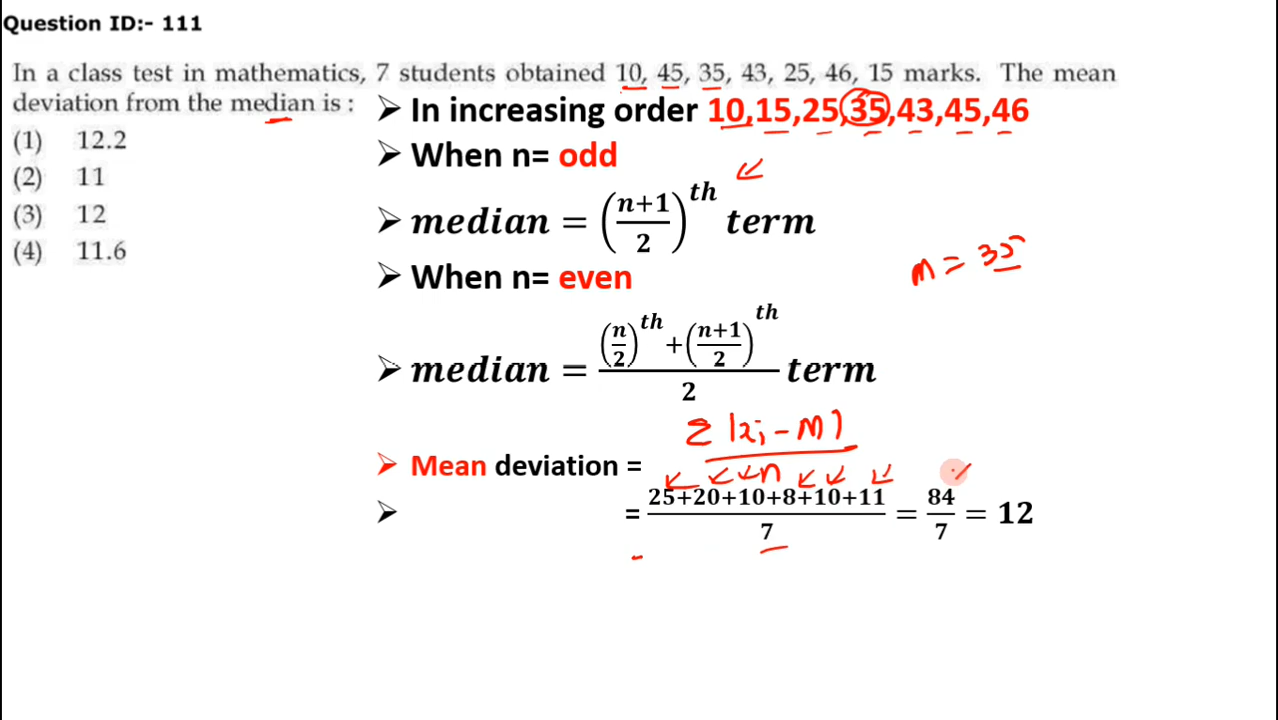 Question ID:- 111
In a class test in mathematics, 7 students obtained 10, 45, 35, 43, 25, 46, 15 marks. The mean
deviation from the median is :
(1) 12.2
(2) 11
(3) 12
(4) 11.6
➢ In increasing order 10,15,25,35,43,45,46
➢ When n= odd
➢ median = ((n+1)/2)^th term
➢ When n= even
m = 35
➢ median = ((n/2)^th + ((n+1)/2)^th)/2 term
Σ |xi - M|
n
➢ Mean deviation =
➢ = (25+20+10+8+10+11)/7 = 84/7 = 12